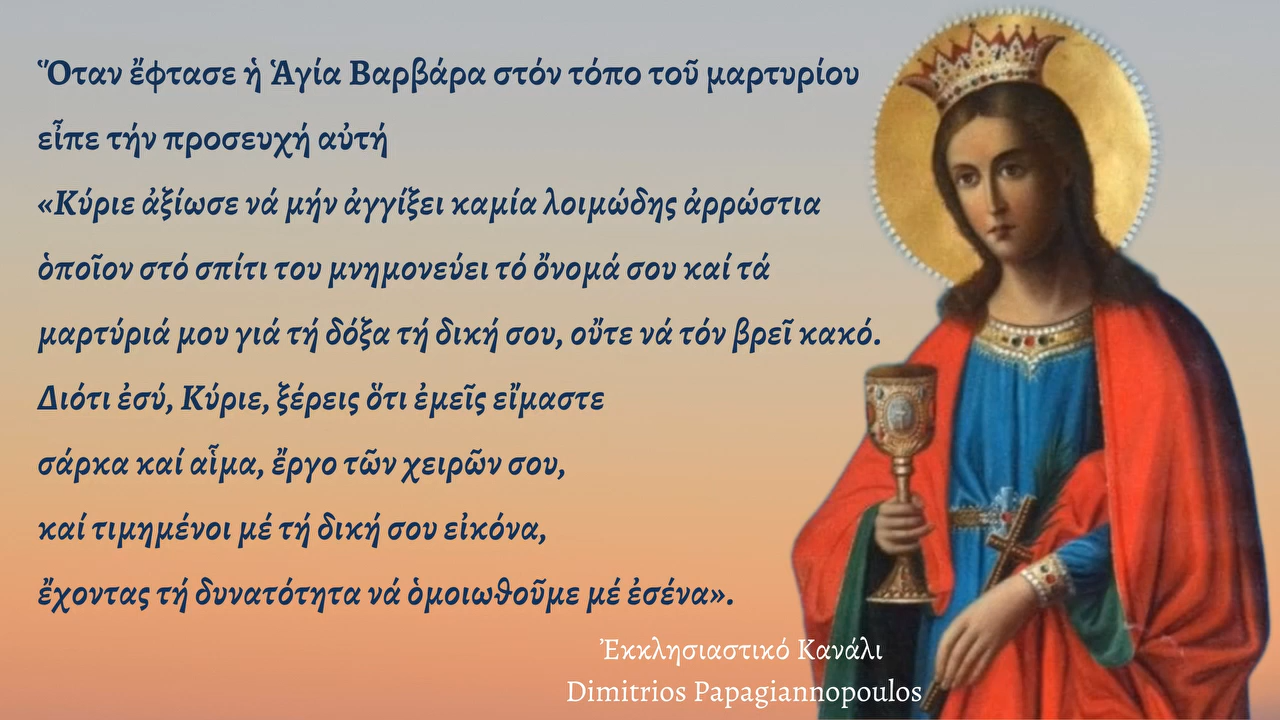 Ὅταν ἔφτασε ἡ Ἁγία Βαρβάρα στόν τόπο τοῦ μαρτυρίου
εἶπε τήν προσευχή αὐτή
«Κύριε ἀξίωσε νά μήν ἀγγίξει καμία λοιμώδης ἀρρώστια
ὁποῖον στό σπίτι του μνημονεύει τό ὄνομά σου καί τά
μαρτύριά μου γιά τή δόξα τή δική σου, οὔτε νά τόν βρεῖ κακό.
Διότι ἐσύ, Κύριε, ξέρεις ὅτι ἐμεῖς εἴμαστε
σάρκα καί αἷμα, ἔργο τῶν χειρῶν σου,
καί τιμημένοι μέ τή δική σου εἰκόνα,
ἔχοντας τή δυνατότητα νά ὁμοιωθοῦμε μέ ἐσένα».
Ἐκκλησιαστικό Κανάλι
Dimitrios Papagiannopoulos